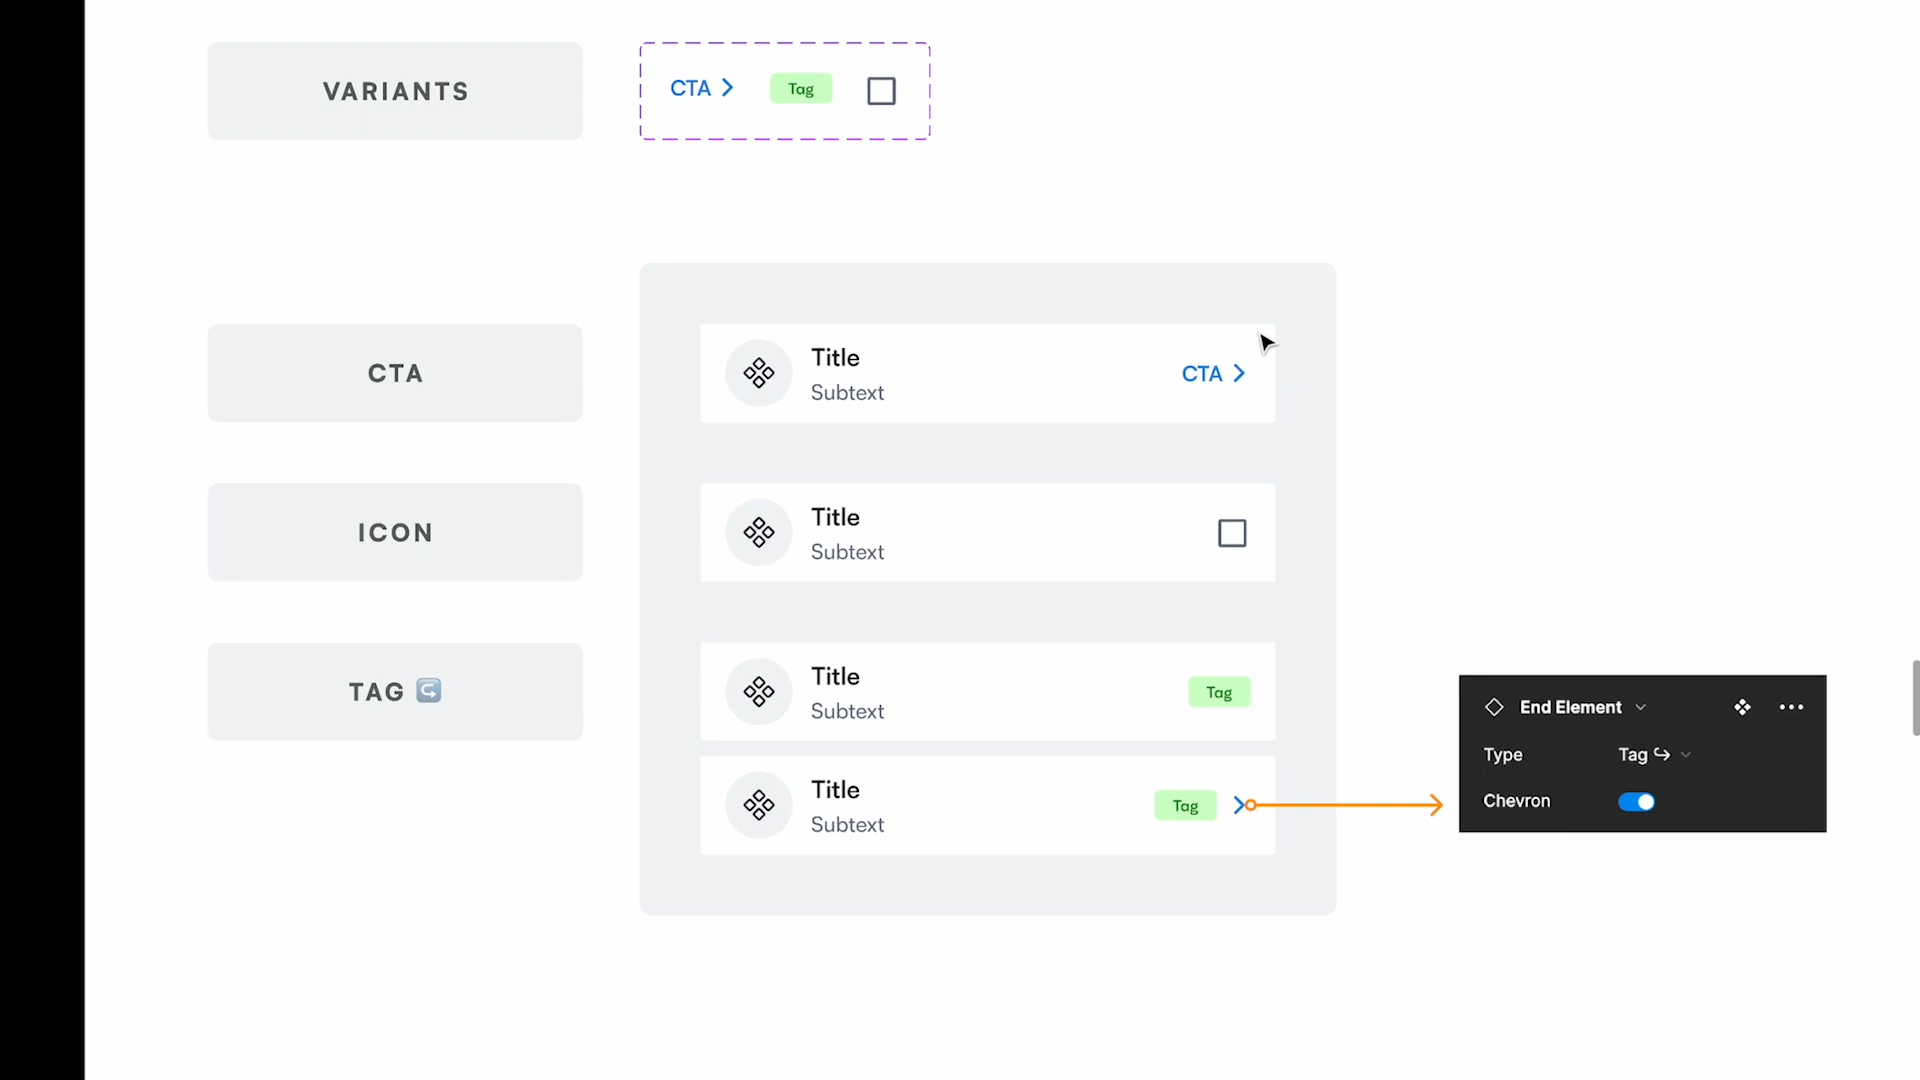 VARIANTS
CTA
Tag
CTA
Title
Subtext
CTA
ICON
Title
Subtext
TAG
Title
Subtext
Tag
Title
Subtext
Tag
End Element
Type
Tag
Chevron